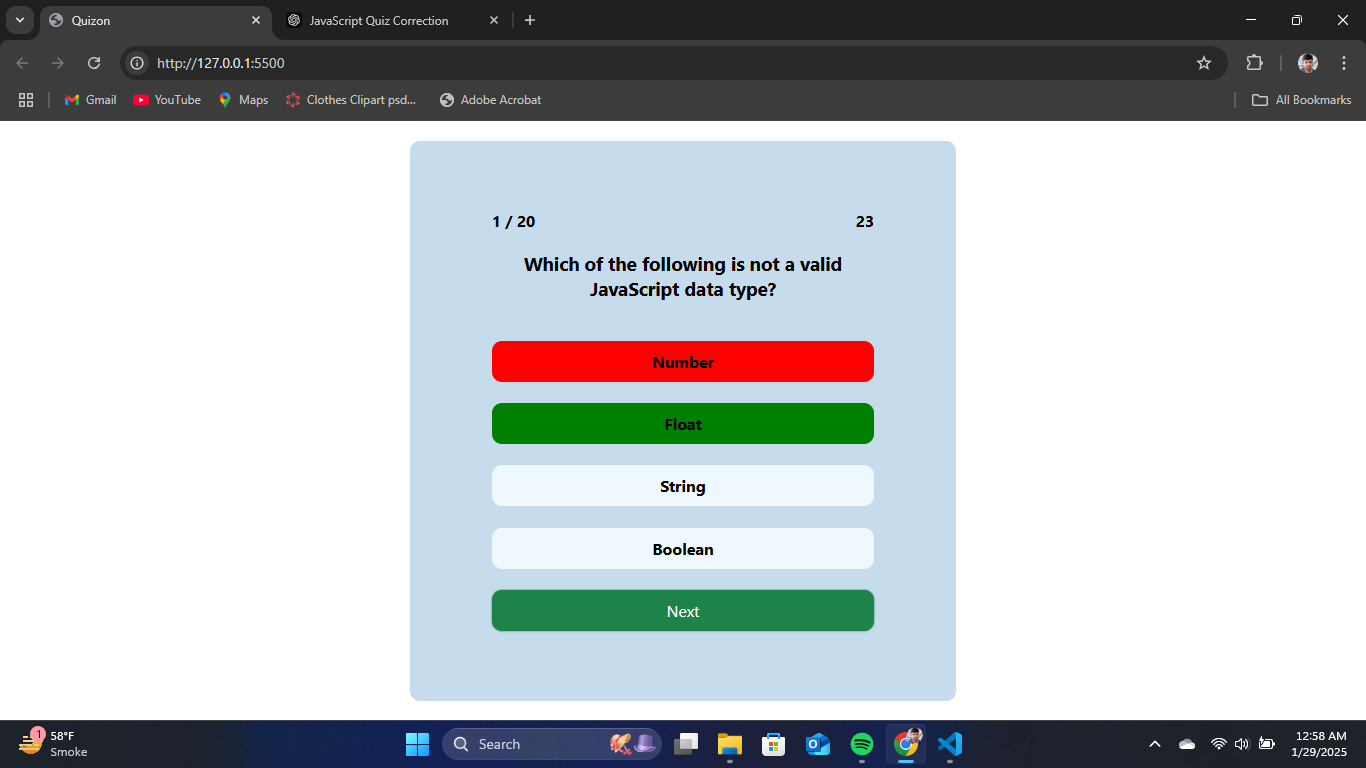 Quizon
JavaScript Quiz Correction
http://127.0.0.1:5500
Gmail
YouTube
Maps
Clothes Clipart psd...
Adobe Acrobat
All Bookmarks
1 / 20
23
Which of the following is not a valid
JavaScript data type?
Number
Float
String
Boolean
Next
1
58°F
Smoke
Search
12:58 AM
1/29/2025